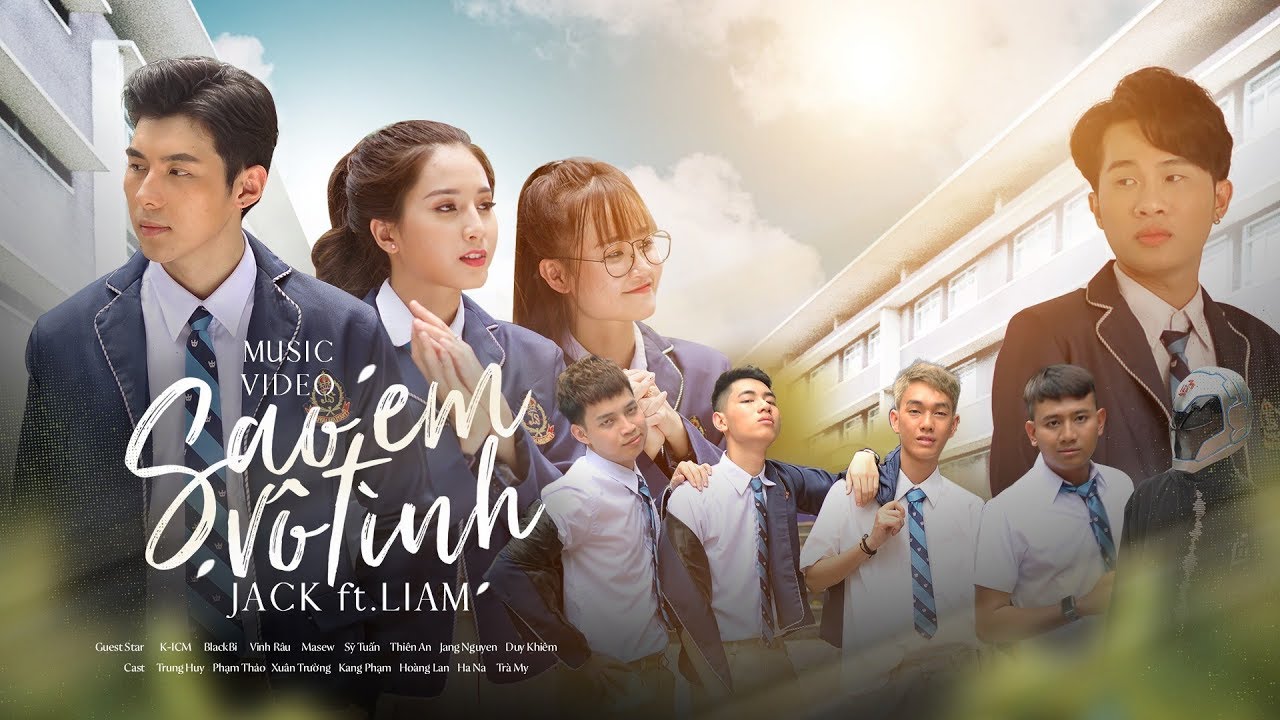 MUSIC
VIDEO
Sao em
vô tình
JACK ft.LIAM
Guest Star K-ICM BlackBi Vinh Râu Masew Sỹ Tuấn Thiên An Jang Nguyen Duy Khiêm
Cast Trung Huy Phạm Thảo Xuân Trường Kang Phạm Hoàng Lan Ha Na Trà My